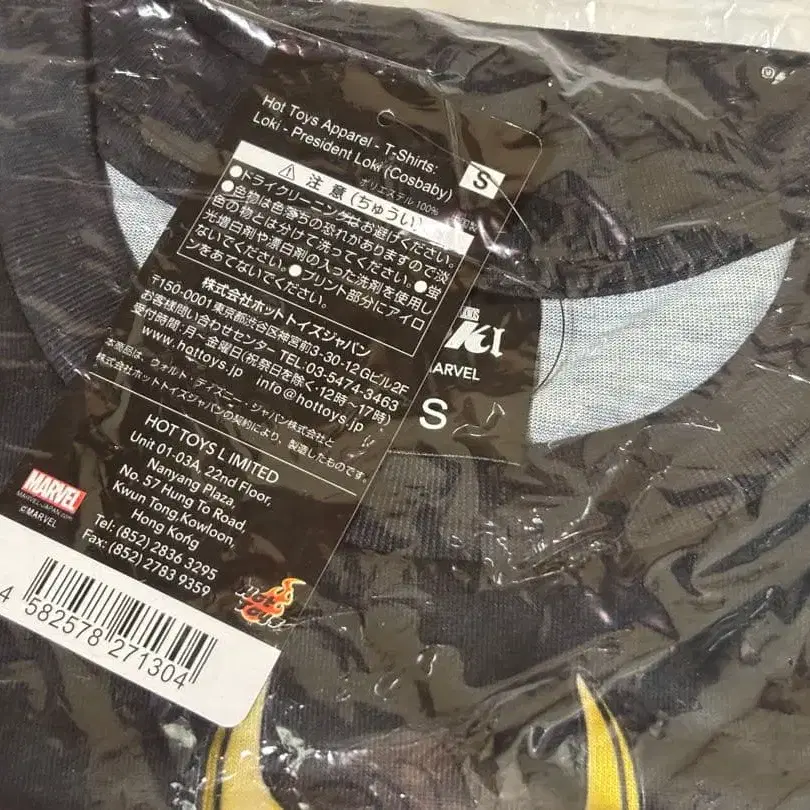 Hot Toys Apparel - T-Shirts:
Loki - President Loki (Cosbaby)
S
ポリエステル 100%
⚠ 注意(ちゅうい)
●ドライクリーニングはお避けください。
●色物は色落ちの恐れがありますので淡
色の物とは分けて洗ってください。●蛍
光増白剤や漂白剤の入った洗剤を使用し
ないでください。●プリント部分にアイロ
ンをあてないでください。
株式会社ホットトイズジャパン
〒150-0001 東京都渋谷区神宮前3-30-12 Gビル2F
お客様問い合わせセンター TEL:03-5474-3463
受付時間:月~金曜日(祝祭日を除く:12時~17時)
www.hottoys.jp info@hottoys.jp
本商品は、ウォルト・ディズニー・ジャパン株式会社と
株式会社ホットトイズジャパンの契約により、製造したものです。
HOT TOYS LIMITED
Unit 01-03A, 22nd Floor,
Nanyang Plaza,
No. 57 Hung To Road,
Kwun Tong, Kowloon,
Hong Kong
Tel: (852) 2836 3295
Fax: (852) 2783 9359
MARVEL
MARVEL-JAPAN.COM
©MARVEL
Hot Toys
4 582578 271304
KI
MARVEL
S